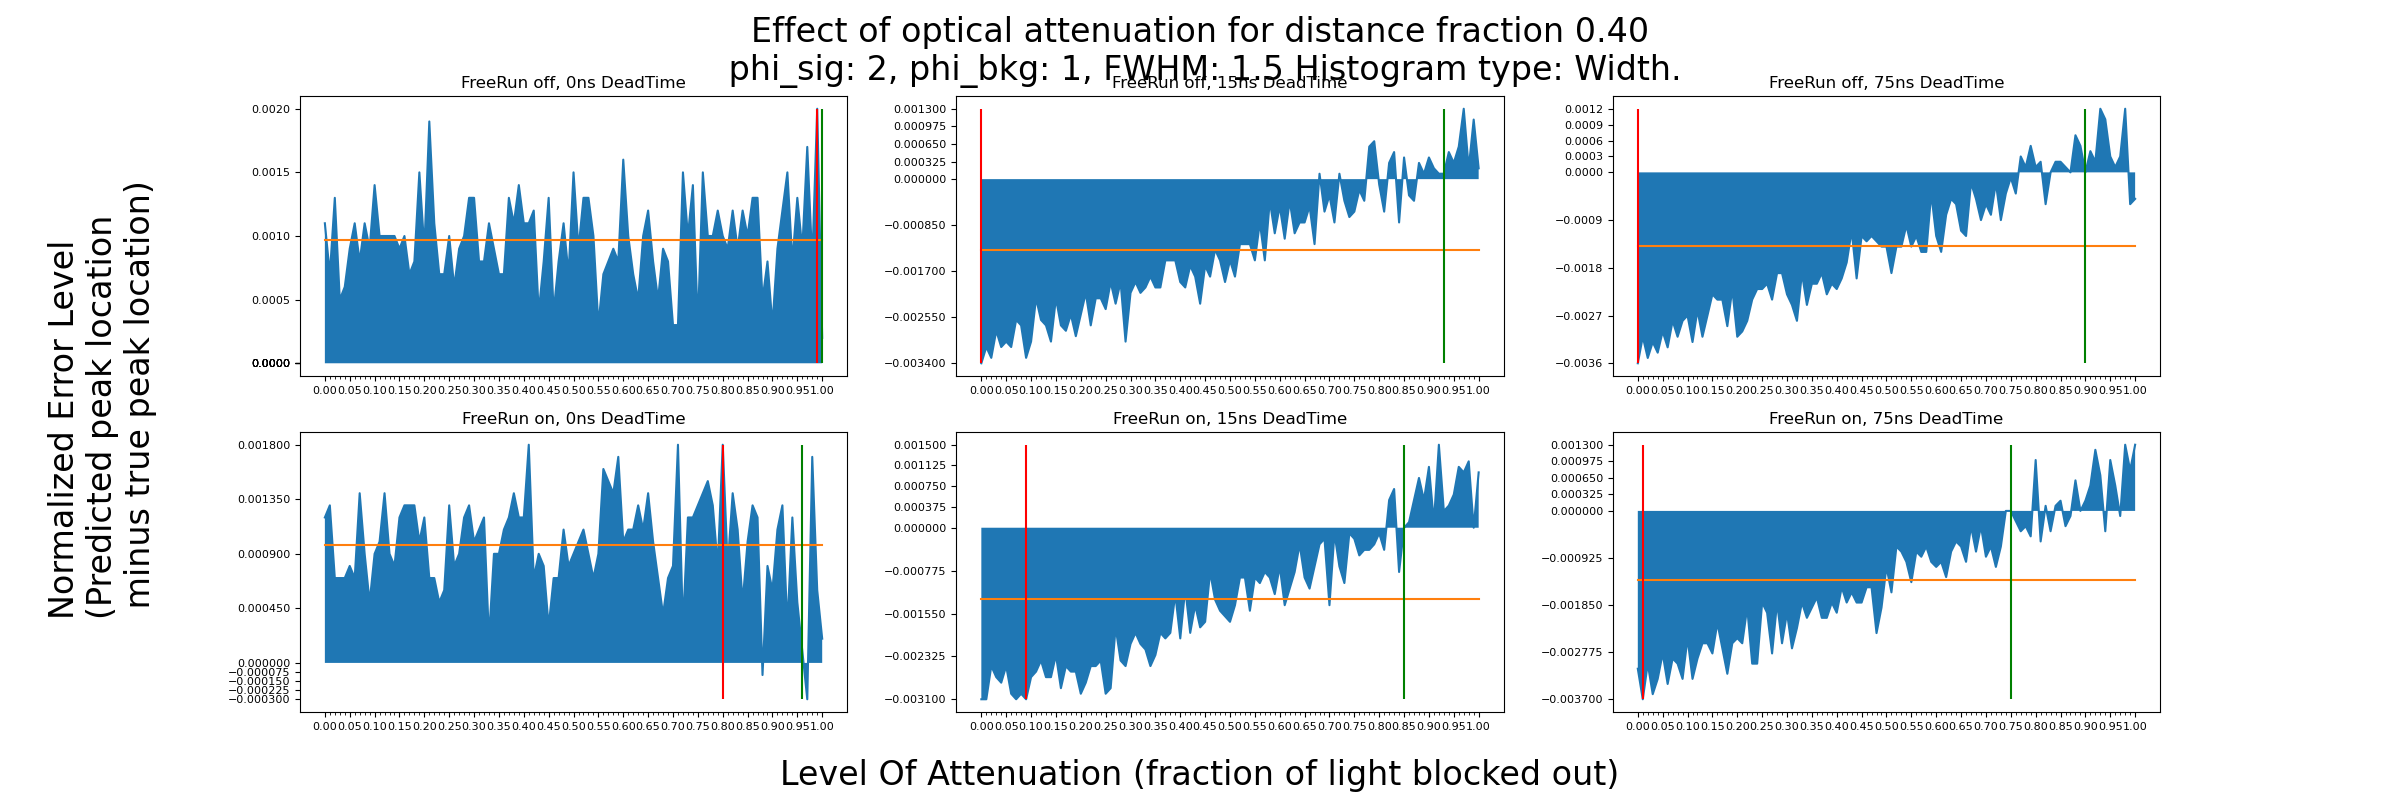 Effect of optical attenuation for distance fraction 0.40
phi_sig: 2, phi_bkg: 1, FWHM: 1.5 Histogram type: Width.
Normalized Error Level
(Predicted peak location
minus true peak location)
FreeRun off, 0ns DeadTime
0.0020
0.0015
0.0010
0.0005
0.0000
0.00 0.05 0.10 0.15 0.20 0.25 0.30 0.35 0.40 0.45 0.50 0.55 0.60 0.65 0.70 0.75 0.80 0.85 0.90 0.95 1.00
FreeRun off, 15ns DeadTime
0.001300
0.000975
0.000650
0.000325
0.000000
−0.000850
−0.001700
−0.002550
−0.003400
0.00 0.05 0.10 0.15 0.20 0.25 0.30 0.35 0.40 0.45 0.50 0.55 0.60 0.65 0.70 0.75 0.80 0.85 0.90 0.95 1.00
FreeRun off, 75ns DeadTime
0.0012
0.0009
0.0006
0.0003
0.0000
−0.0009
−0.0018
−0.0027
−0.0036
0.00 0.05 0.10 0.15 0.20 0.25 0.30 0.35 0.40 0.45 0.50 0.55 0.60 0.65 0.70 0.75 0.80 0.85 0.90 0.95 1.00
FreeRun on, 0ns DeadTime
0.001800
0.001350
0.000900
0.000450
0.000000
−0.000075
−0.000150
−0.000225
−0.000300
0.00 0.05 0.10 0.15 0.20 0.25 0.30 0.35 0.40 0.45 0.50 0.55 0.60 0.65 0.70 0.75 0.80 0.85 0.90 0.95 1.00
FreeRun on, 15ns DeadTime
0.001500
0.001125
0.000750
0.000375
0.000000
−0.000775
−0.001550
−0.002325
−0.003100
0.00 0.05 0.10 0.15 0.20 0.25 0.30 0.35 0.40 0.45 0.50 0.55 0.60 0.65 0.70 0.75 0.80 0.85 0.90 0.95 1.00
FreeRun on, 75ns DeadTime
0.001300
0.000975
0.000650
0.000325
0.000000
−0.000925
−0.001850
−0.002775
−0.003700
0.00 0.05 0.10 0.15 0.20 0.25 0.30 0.35 0.40 0.45 0.50 0.55 0.60 0.65 0.70 0.75 0.80 0.85 0.90 0.95 1.00
Level Of Attenuation (fraction of light blocked out)